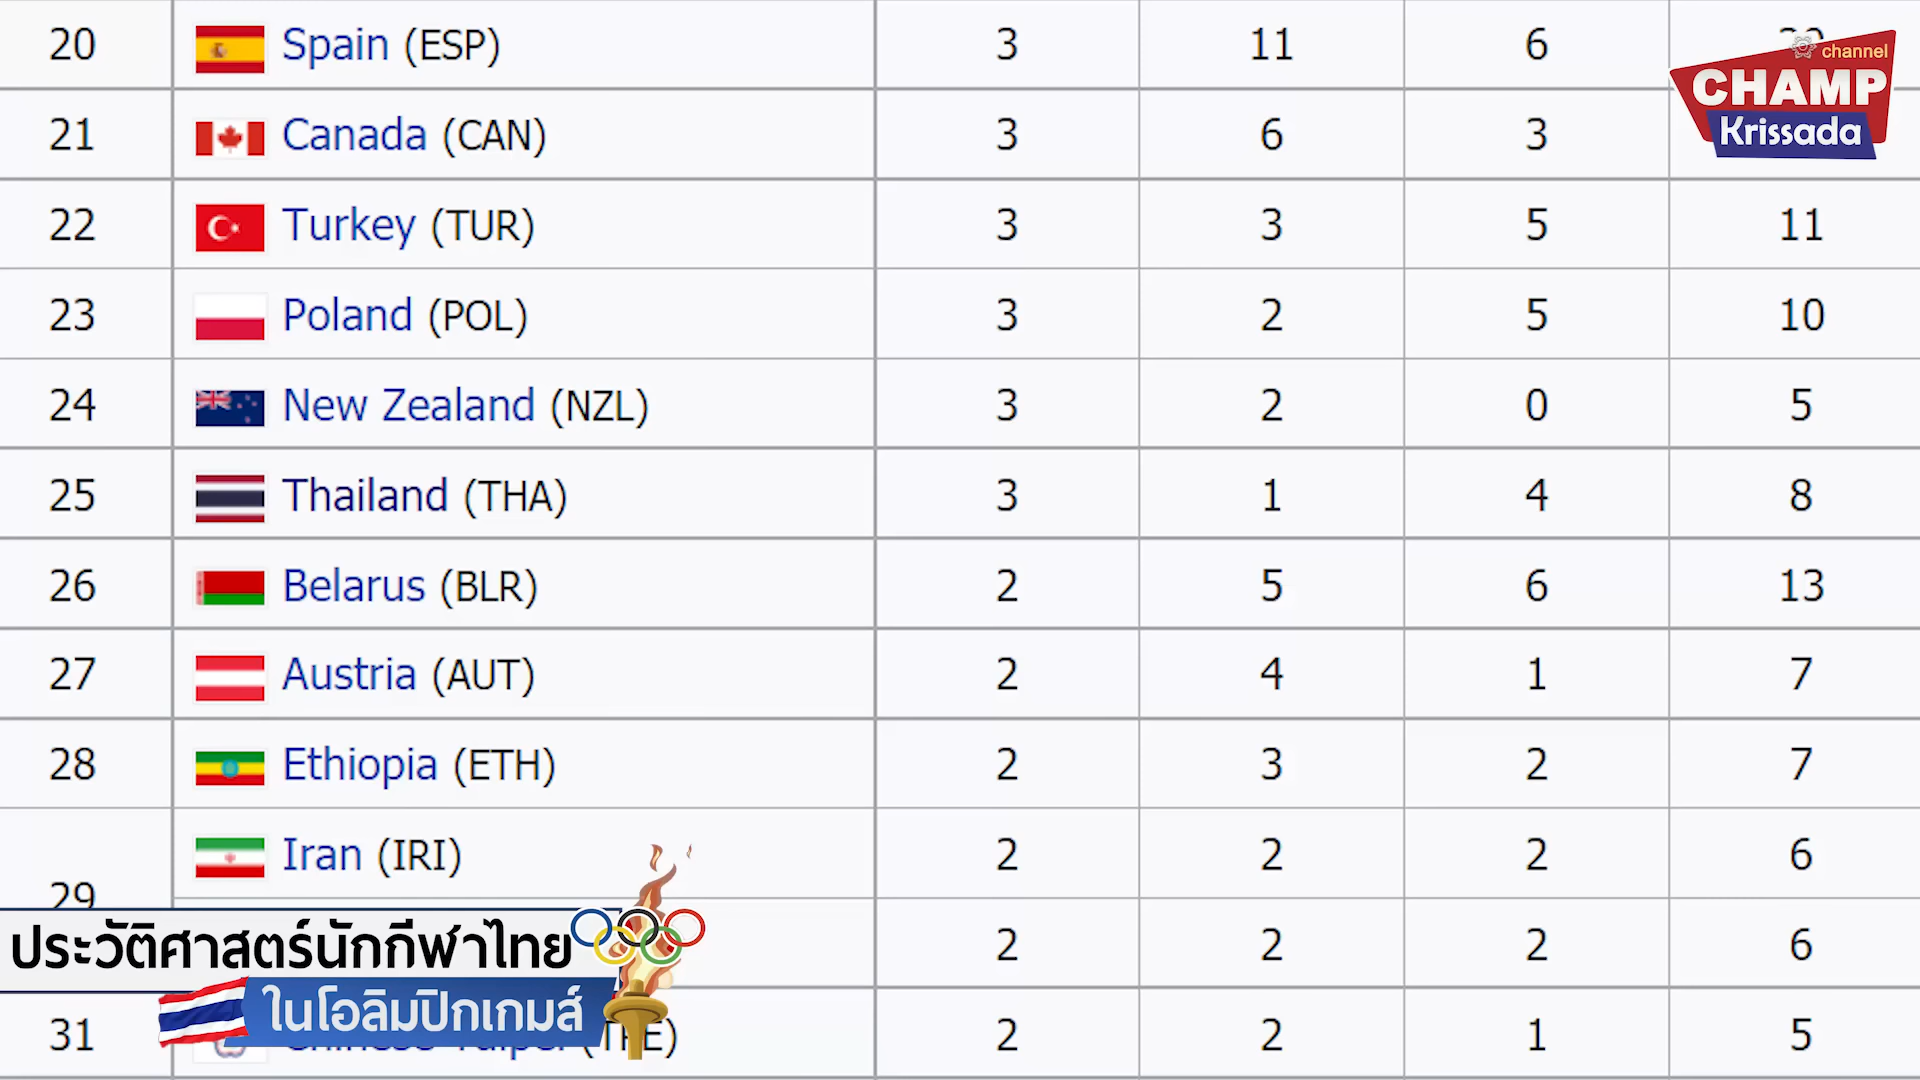 20 Spain (ESP) 3 11 6
21 Canada (CAN) 3 6 3
22 Turkey (TUR) 3 3 5 11
23 Poland (POL) 3 2 5 10
24 New Zealand (NZL) 3 2 0 5
25 Thailand (THA) 3 1 4 8
26 Belarus (BLR) 2 5 6 13
27 Austria (AUT) 2 4 1 7
28 Ethiopia (ETH) 2 3 2 7
29 Iran (IRI) 2 2 2 6
2 2 2 6
31 Chinese Taipei (TPE) 2 2 1 5
channel
CHAMP
Krissada
ประวัติศาสตร์นักกีฬาไทย
ในโอลิมปิกเกมส์